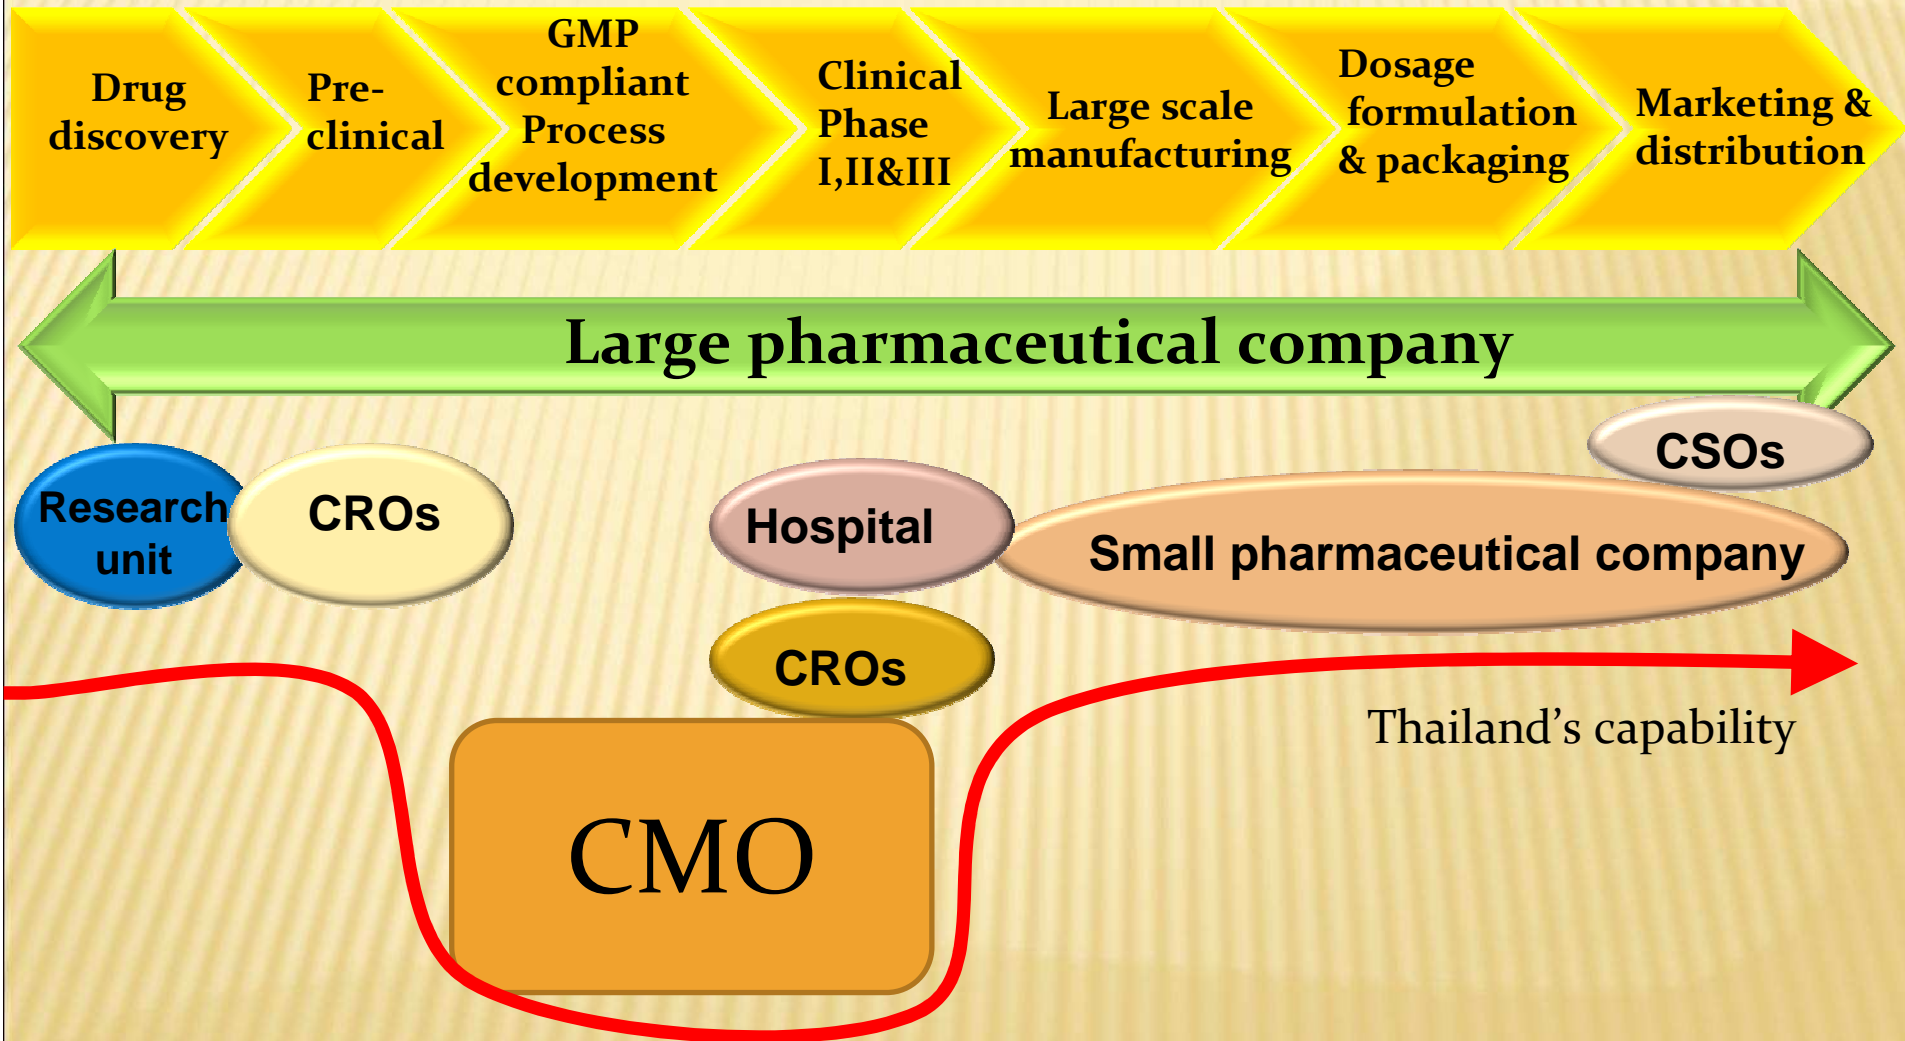 Drug
discovery
Pre-
clinical
GMP
compliant
Process
development
Clinical
Phase
I,II&III
Large scale
manufacturing
Dosage
formulation
& packaging
Marketing &
distribution
Large pharmaceutical company
CSOs
Research
unit
CROs
Hospital
Small pharmaceutical company
CROs
Thailand’s capability
CMO